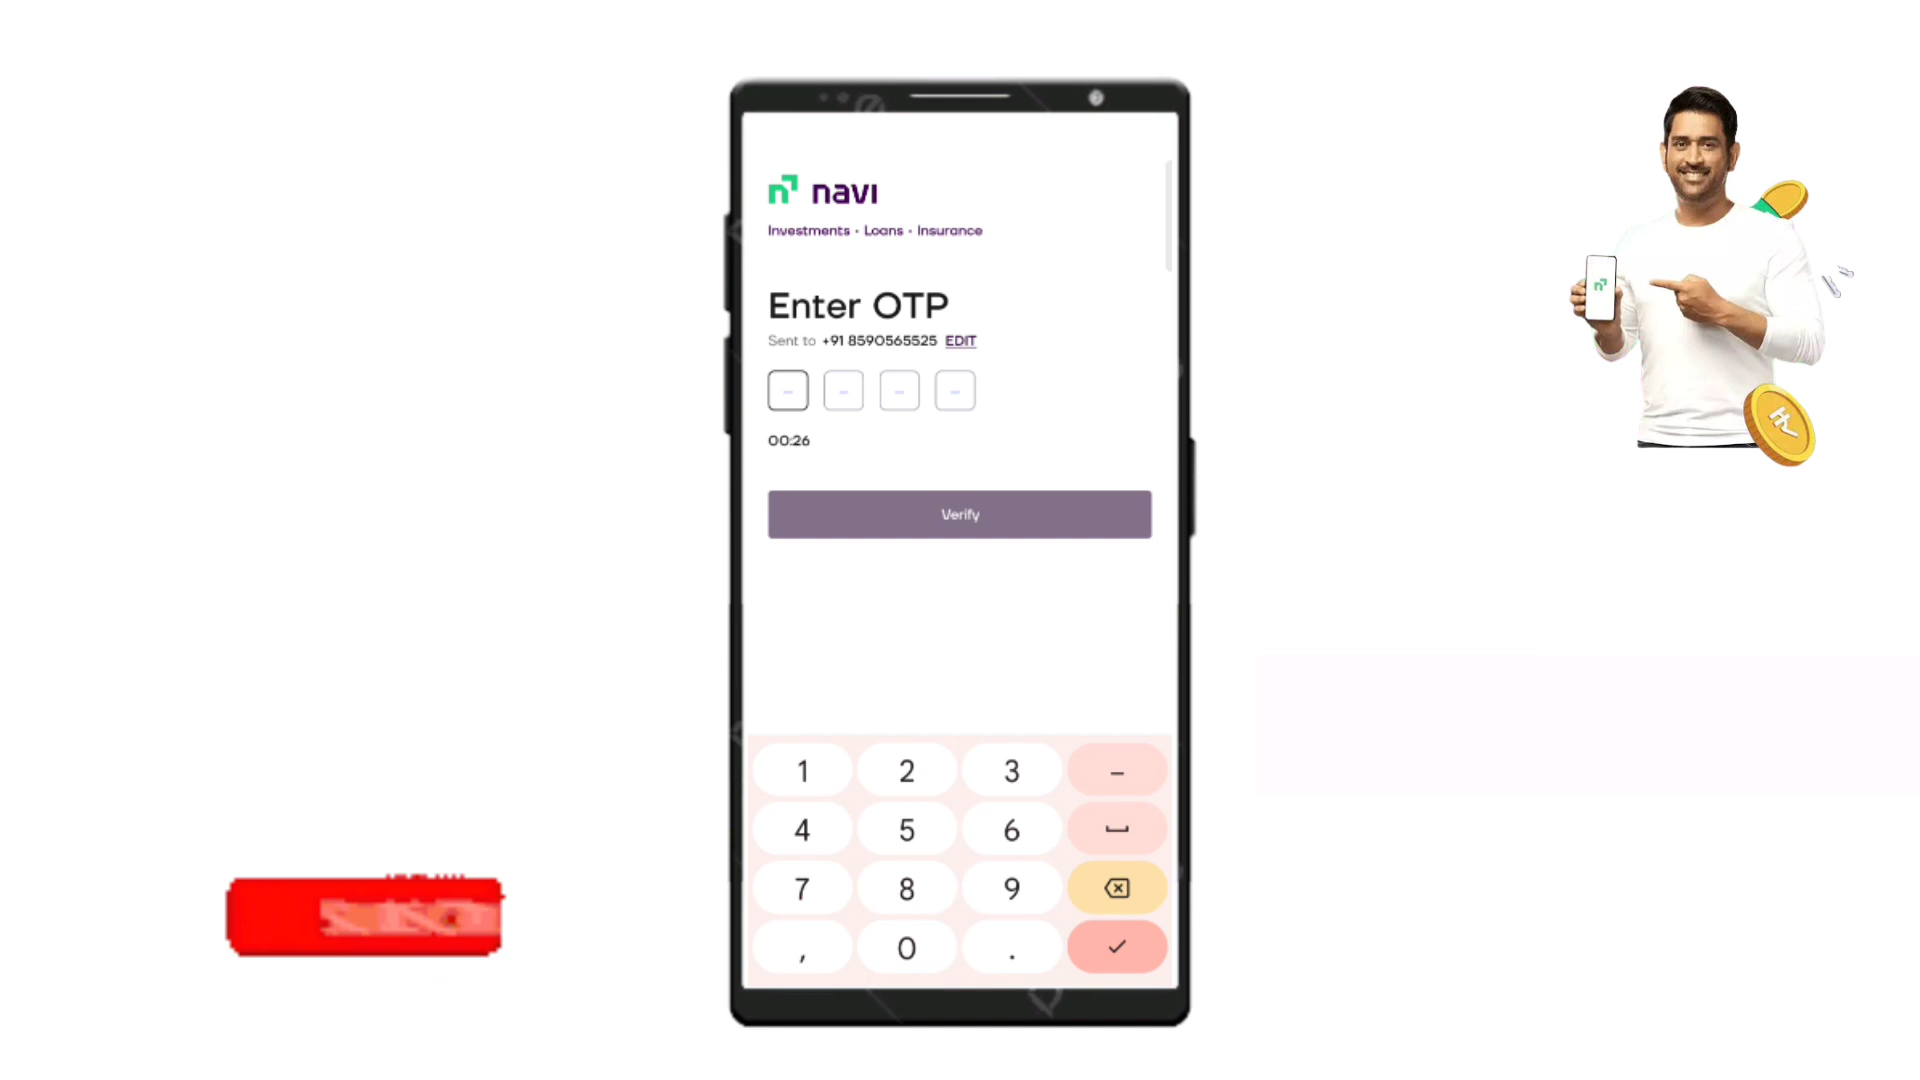 navi
Investments • Loans • Insurance
Enter OTP
Sent to +91 8590565525 EDIT
00:26
Verify
1 2 3 –
4 5 6
7 8 9
, 0 .